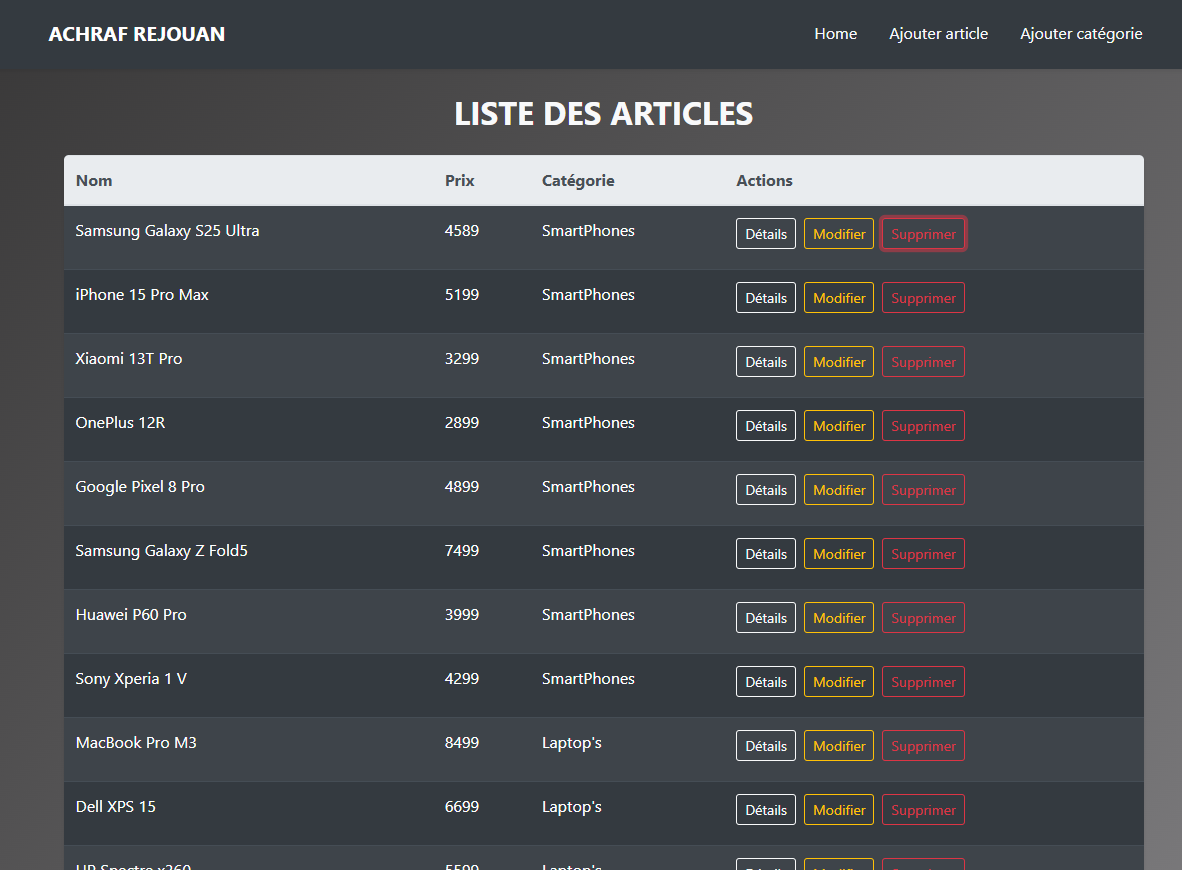 ACHRAF REJOUAN Home Ajouter article Ajouter catégorie
LISTE DES ARTICLES
Nom Prix Catégorie Actions
Samsung Galaxy S25 Ultra 4589 SmartPhones Détails Modifier Supprimer
iPhone 15 Pro Max 5199 SmartPhones Détails Modifier Supprimer
Xiaomi 13T Pro 3299 SmartPhones Détails Modifier Supprimer
OnePlus 12R 2899 SmartPhones Détails Modifier Supprimer
Google Pixel 8 Pro 4899 SmartPhones Détails Modifier Supprimer
Samsung Galaxy Z Fold5 7499 SmartPhones Détails Modifier Supprimer
Huawei P60 Pro 3999 SmartPhones Détails Modifier Supprimer
Sony Xperia 1 V 4299 SmartPhones Détails Modifier Supprimer
MacBook Pro M3 8499 Laptop's Détails Modifier Supprimer
Dell XPS 15 6699 Laptop's Détails Modifier Supprimer
HP Spectre x360 5599 Laptop's